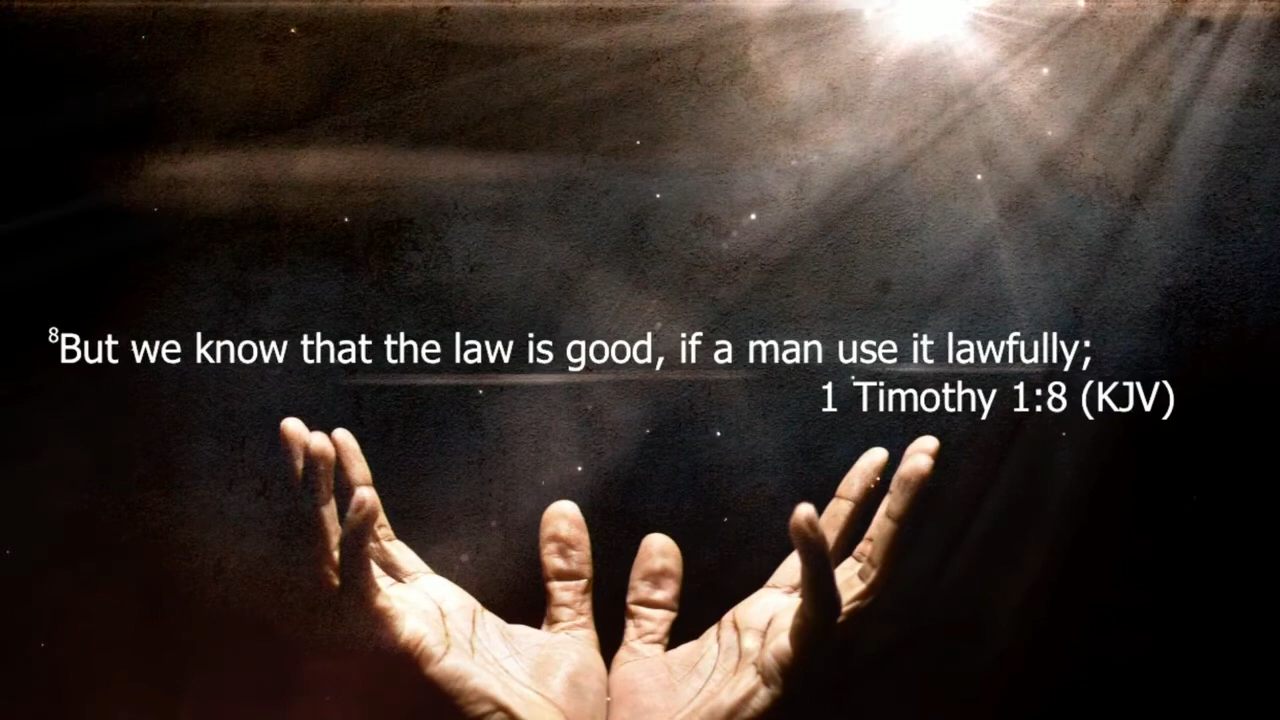 ⁸But we know that the law is good, if a man use it lawfully;
1 Timothy 1:8 (KJV)